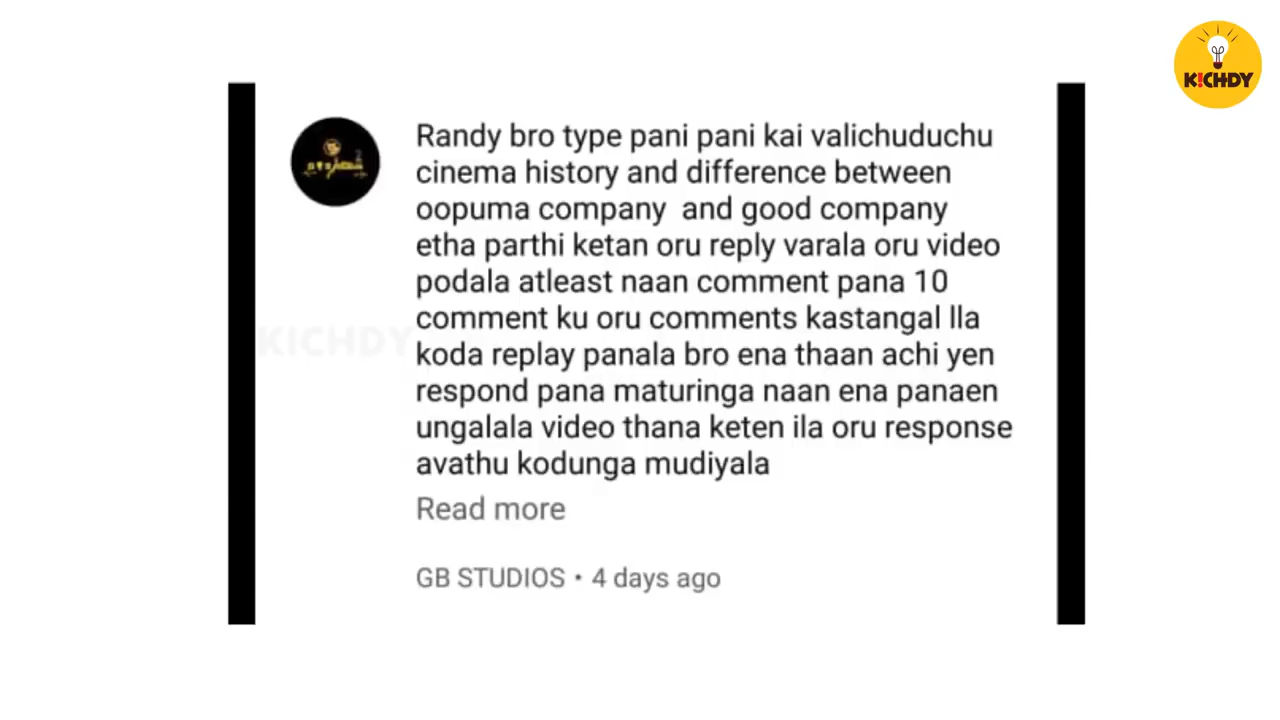 K!CHDY
Randy bro type pani pani kai valichuduchu
cinema history and difference between
oopuma company and good company
etha parthi ketan oru reply varala oru video
podala atleast naan comment pana 10
comment ku oru comments kastangal lla
koda replay panala bro ena thaan achi yen
respond pana maturinga naan ena panaen
ungalala video thana keten ila oru response
avathu kodunga mudiyala
KICHDY
Read more
GB STUDIOS • 4 days ago